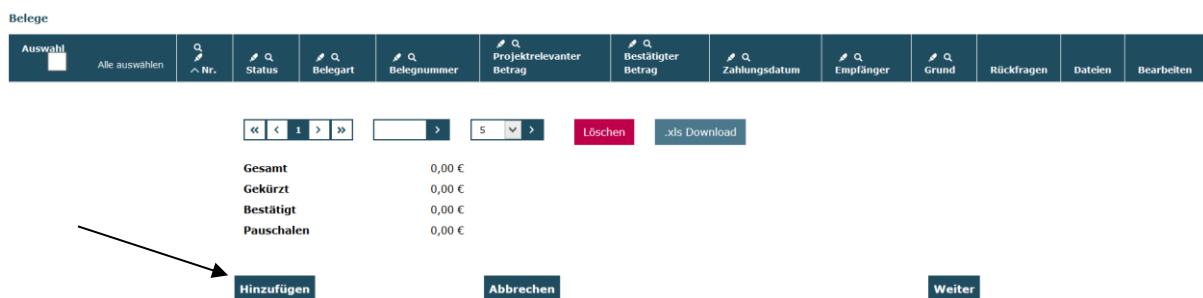 Belege
Auswahl
Alle auswählen
Nr.
Status
Belegart
Belegnummer
Projektrelevanter
Betrag
Bestätigter
Betrag
Zahlungsdatum
Empfänger
Grund
Rückfragen
Dateien
Bearbeiten
« < 1 > » > 5 > Löschen .xls Download
Gesamt 0,00 €
Gekürzt 0,00 €
Bestätigt 0,00 €
Pauschalen 0,00 €
Hinzufügen Abbrechen Weiter